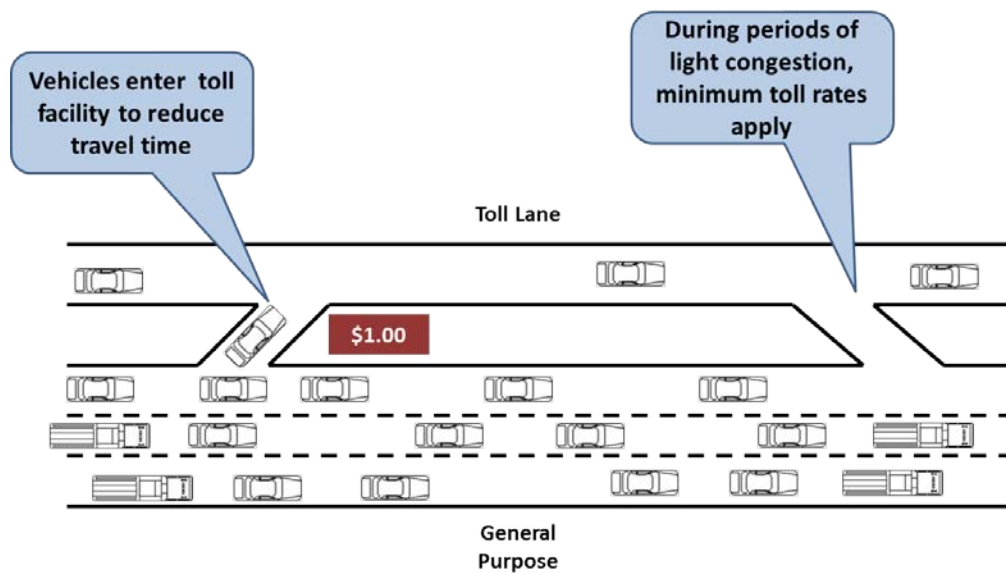 Vehicles enter toll
facility to reduce
travel time
During periods of
light congestion,
minimum toll rates
apply
Toll Lane
$1.00
General
Purpose